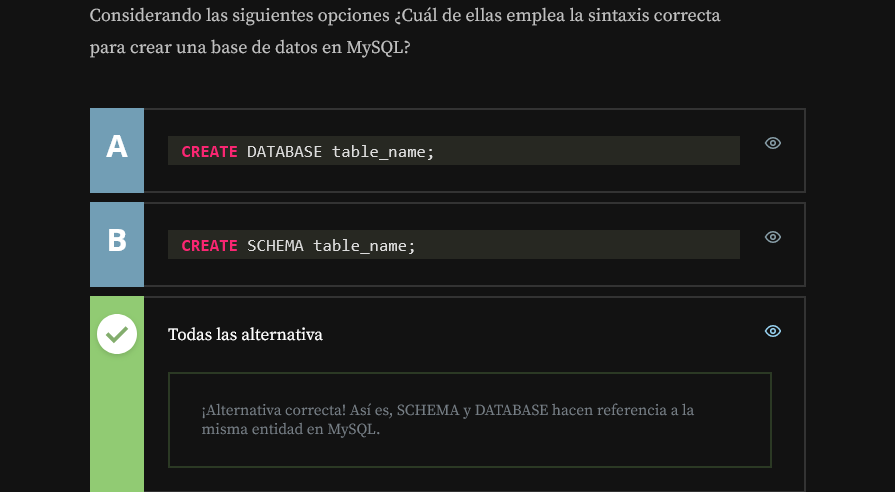 Considerando las siguientes opciones ¿Cuál de ellas emplea la sintaxis correcta
para crear una base de datos en MySQL?
A
CREATE DATABASE table_name;
B
CREATE SCHEMA table_name;
Todas las alternativa
¡Alternativa correcta! Así es, SCHEMA y DATABASE hacen referencia a la
misma entidad en MySQL.